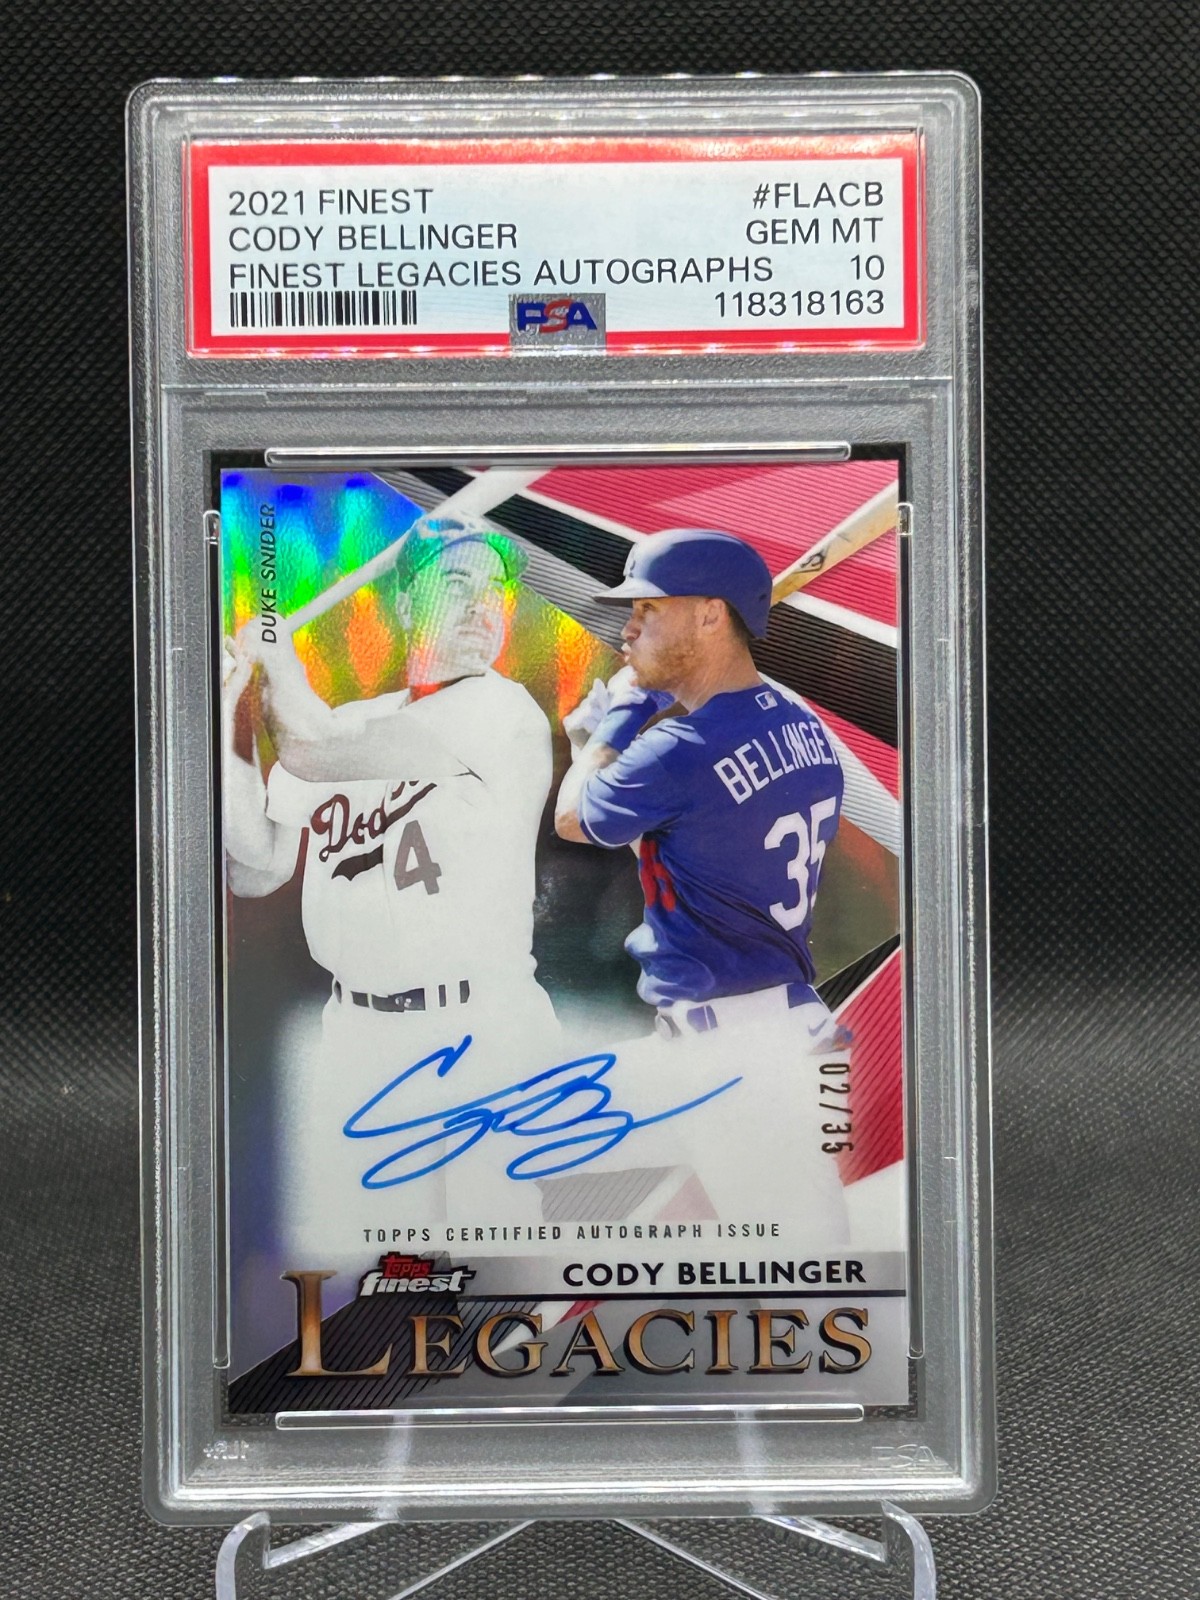 2021 FINEST #FLACB
CODY BELLINGER GEM MT
FINEST LEGACIES AUTOGRAPHS 10
PSA 118318163
DUKE SNIDER
Dodgers
4
BELLINGER
35
02/35
TOPPS CERTIFIED AUTOGRAPH ISSUE
topps
finest
CODY BELLINGER
LEGACIES
PSA